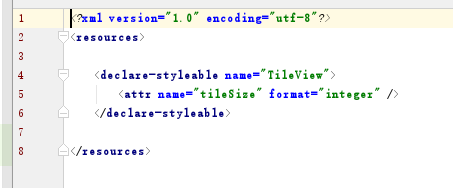 1 <?xml version="1.0" encoding="utf-8"?>
2 <resources>
3
4 <declare-styleable name="TileView">
5 <attr name="tileSize" format="integer" />
6 </declare-styleable>
7
8 </resources>